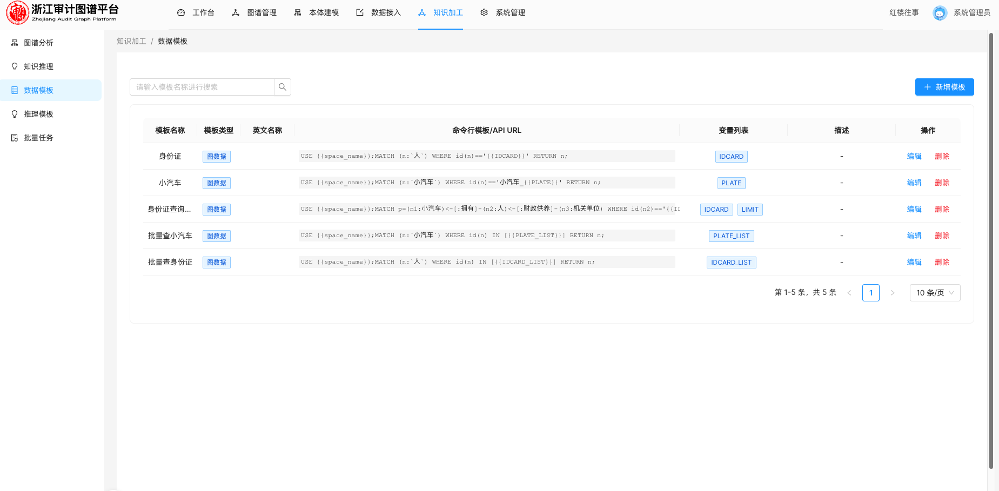 浙江审计图谱平台
Zhejiang Audit Graph Platform
工作台 图谱管理 本体建模 数据接入 知识加工 系统管理 红楼往事 系统管理员
图谱分析
知识推理
数据模板
推理模板
批量任务
知识加工 / 数据模板
请输入模板名称进行搜索
新增模板
模板名称 模板类型 英文名称 命令行模板/API URL 变量列表 描述 操作
身份证 图数据 USE {{space_name}};MATCH (n:`人`) WHERE id(n)=='{{IDCARD}}' RETURN n; IDCARD - 编辑 删除
小汽车 图数据 USE {{space_name}};MATCH (n:`小汽车`) WHERE id(n)=='小汽车_{{PLATE}}' RETURN n; PLATE - 编辑 删除
身份证查询... 图数据 USE {{space_name}};MATCH p=(n1:小汽车)<-[:拥有]-(n2:人)<-[:财政供养]-(n3:机关单位) WHERE id(n2)=='{{ID IDCARD LIMIT - 编辑 删除
批量查小汽车 图数据 USE {{space_name}};MATCH (n:`小汽车`) WHERE id(n) IN [{{PLATE_LIST}}] RETURN n; PLATE_LIST - 编辑 删除
批量查身份证 图数据 USE {{space_name}};MATCH (n:`人`) WHERE id(n) IN [{{IDCARD_LIST}}] RETURN n; IDCARD_LIST - 编辑 删除
第 1-5 条，共 5 条 < 1 > 10 条/页